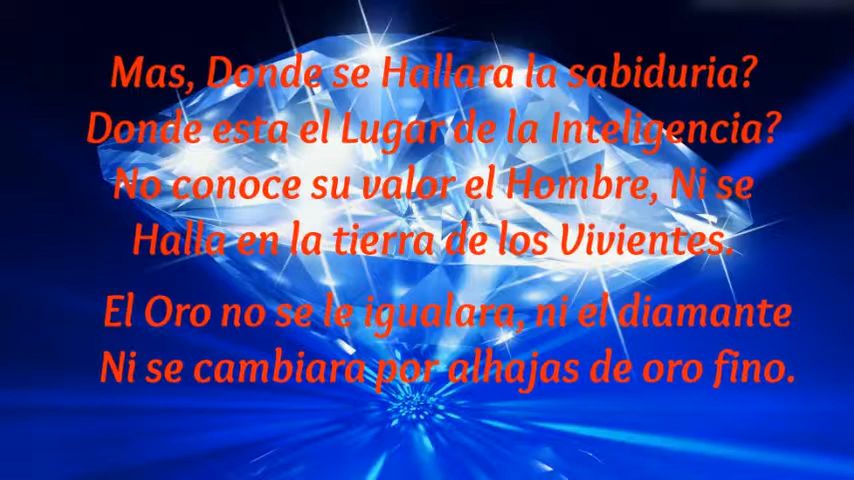 Mas, Donde se Hallara la sabiduria?
Donde esta el Lugar de la Inteligencia?
No conoce su valor el Hombre, Ni se
Halla en la tierra de los Vivientes.
El Oro no se le igualara, ni el diamante
Ni se cambiara por alhajas de oro fino.